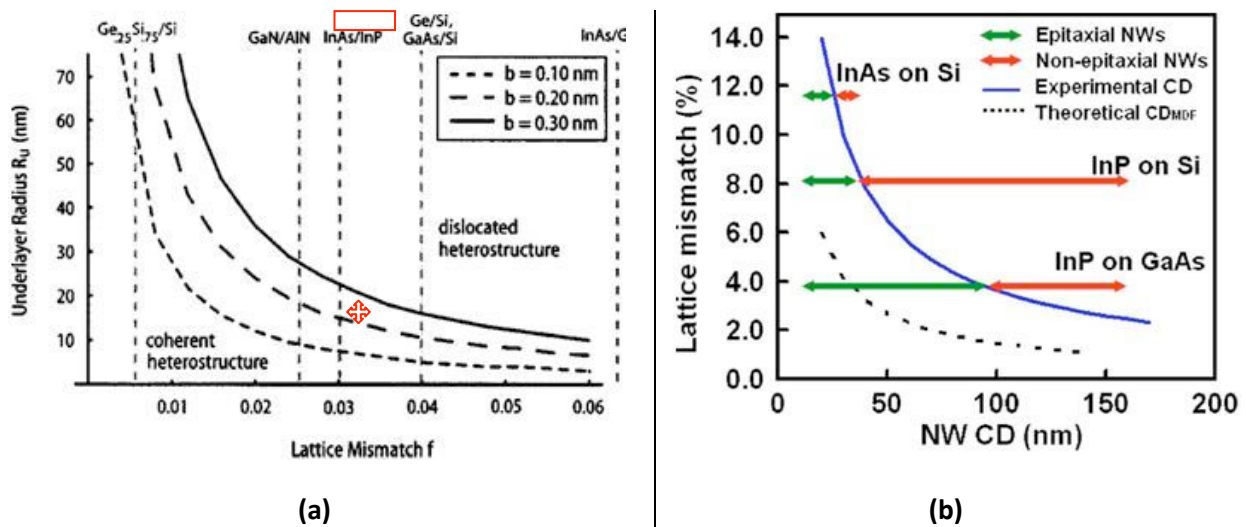 Ge25Si75/Si
GaN/AlN
InAs/InP
Ge/Si,
GaAs/Si
InAs/G
b = 0.10 nm
b = 0.20 nm
b = 0.30 nm
70
60
50
40
30
20
10
Underlayer Radius Ru (nm)
dislocated
heterostructure
coherent
heterostructure
0.01 0.02 0.03 0.04 0.05 0.06
Lattice Mismatch f
(a)
14.0
12.0
10.0
8.0
6.0
4.0
2.0
0.0
Lattice mismatch (%)
Epitaxial NWs
Non-epitaxial NWs
Experimental CD
Theoretical CDMDF
InAs on Si
InP on Si
InP on GaAs
0 50 100 150 200
NW CD (nm)
(b)